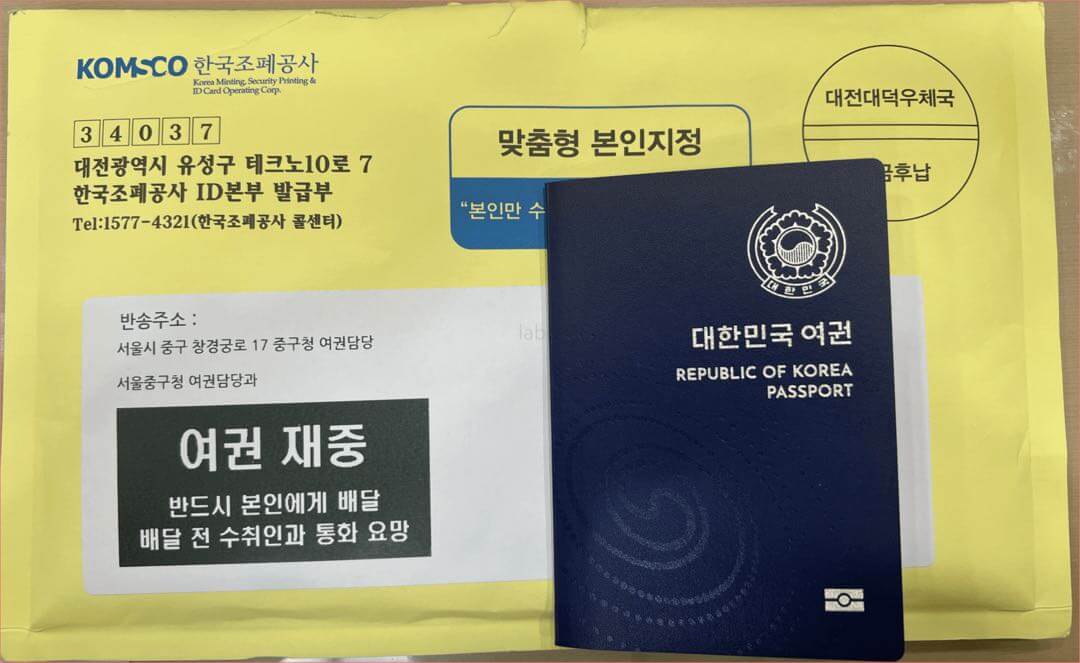 KOMSCO 한국조폐공사
Korea Minting, Security Printing &
ID Card Operating Corp.
34037
대전광역시 유성구 테크노10로 7
한국조폐공사 ID본부 발급부
Tel:1577-4321(한국조폐공사 콜센터)
맞춤형 본인지정
“본인만 수
대전대덕우체국
금후납
반송주소 :
서울시 중구 창경궁로 17 중구청 여권담당
서울중구청 여권담당과
여권 재중
반드시 본인에게 배달
배달 전 수취인과 통화 요망
대한민국
대한민국 여권
REPUBLIC OF KOREA
PASSPORT